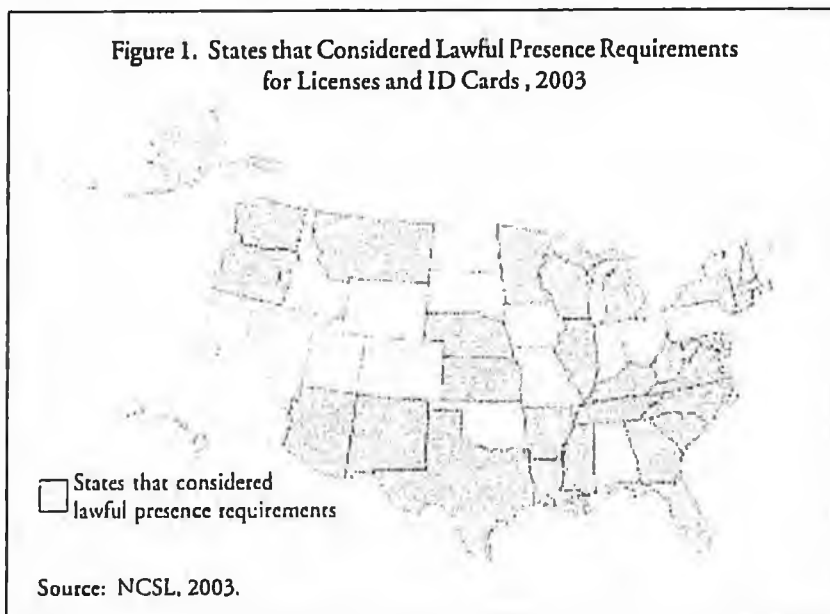 Figure 1. States that Considered Lawful Presence Requirements
for Licenses and ID Cards, 2003
States that considered
lawful presence requirements
Source: NCSL, 2003.